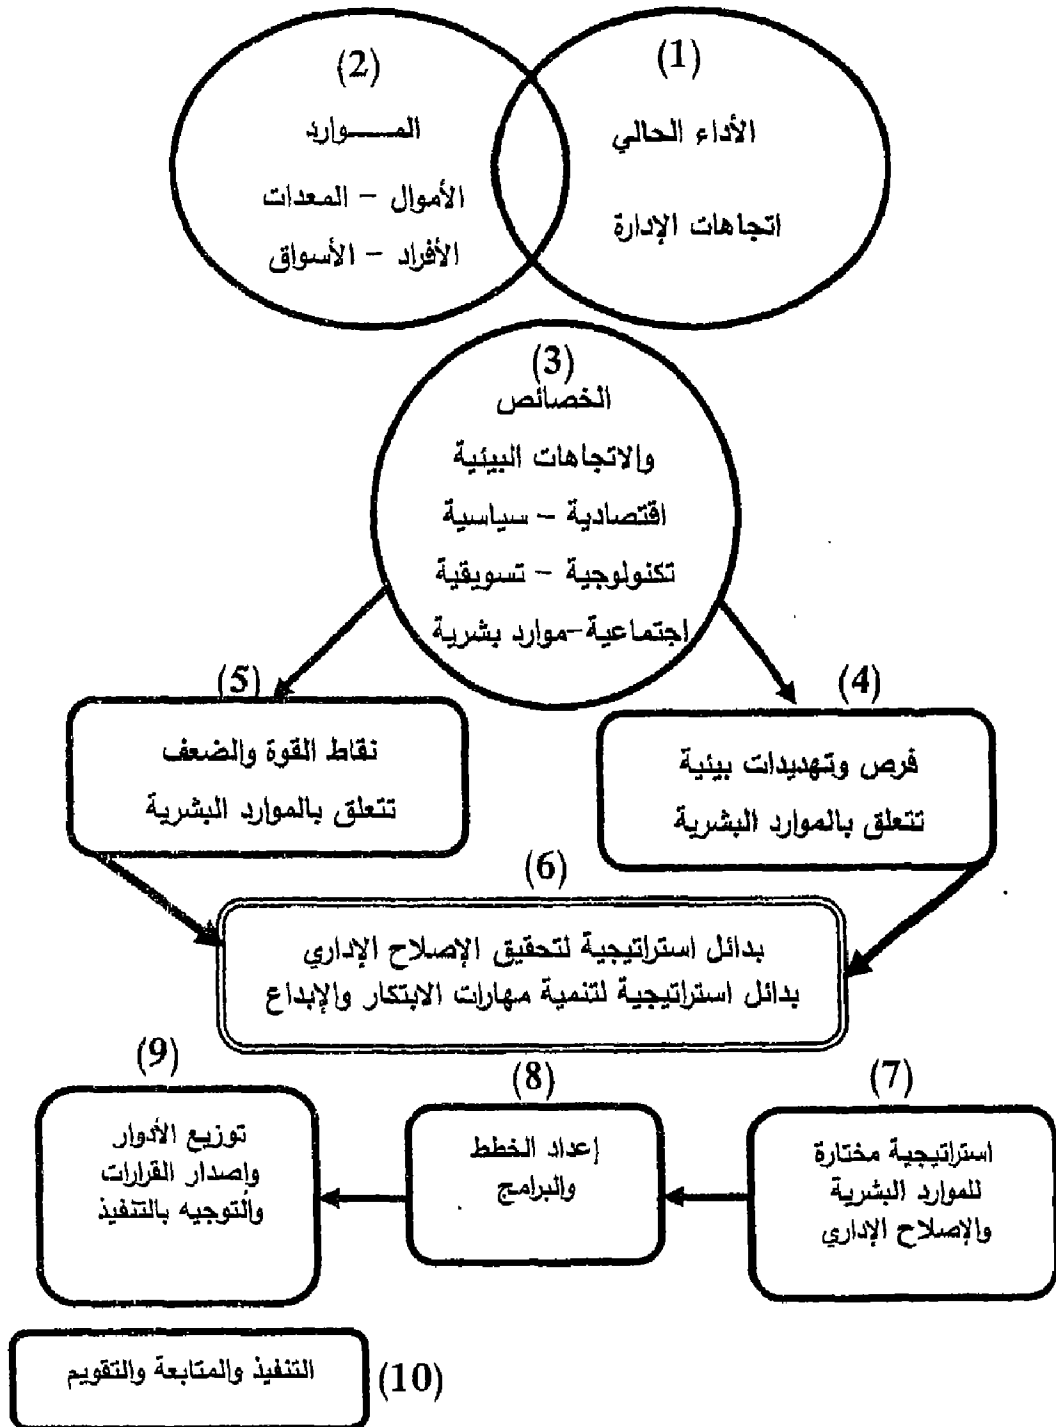 (1)
الأداء الحالي
اتجاهات الإدارة
(2)
المـــوارد
الأموال – المعدات
الأفراد – الأسواق
(3)
الخصائص
والاتجاهات البيئية
اقتصادية – سياسية
تكنولوجية – تسويقية
اجتماعية–موارد بشرية
(4)
فرص وتهديدات بيئية
تتعلق بالموارد البشرية
(5)
نقاط القوة والضعف
تتعلق بالموارد البشرية
(6)
بدائل استراتيجية لتحقيق الإصلاح الإداري
بدائل استراتيجية لتنمية مهارات الابتكار والإبداع
(7)
استراتيجية مختارة
للموارد البشرية
والإصلاح الإداري
(8)
إعداد الخطط
والبرامج
(9)
توزيع الأدوار
وإصدار القرارات
والتوجيه بالتنفيذ
(10)
التنفيذ والمتابعة والتقويم